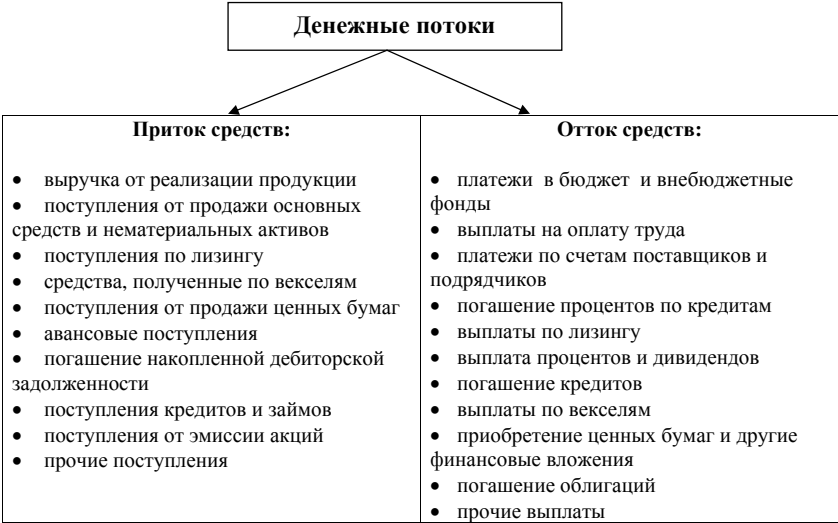 Денежные потоки
Приток средств:
• выручка от реализации продукции
• поступления от продажи основных
средств и нематериальных активов
• поступления по лизингу
• средства, полученные по векселям
• поступления от продажи ценных бумаг
• авансовые поступления
• погашение накопленной дебиторской
задолженности
• поступления кредитов и займов
• поступления от эмиссии акций
• прочие поступления
Отток средств:
• платежи в бюджет и внебюджетные
фонды
• выплаты на оплату труда
• платежи по счетам поставщиков и
подрядчиков
• погашение процентов по кредитам
• выплаты по лизингу
• выплата процентов и дивидендов
• погашение кредитов
• выплаты по векселям
• приобретение ценных бумаг и другие
финансовые вложения
• погашение облигаций
• прочие выплаты